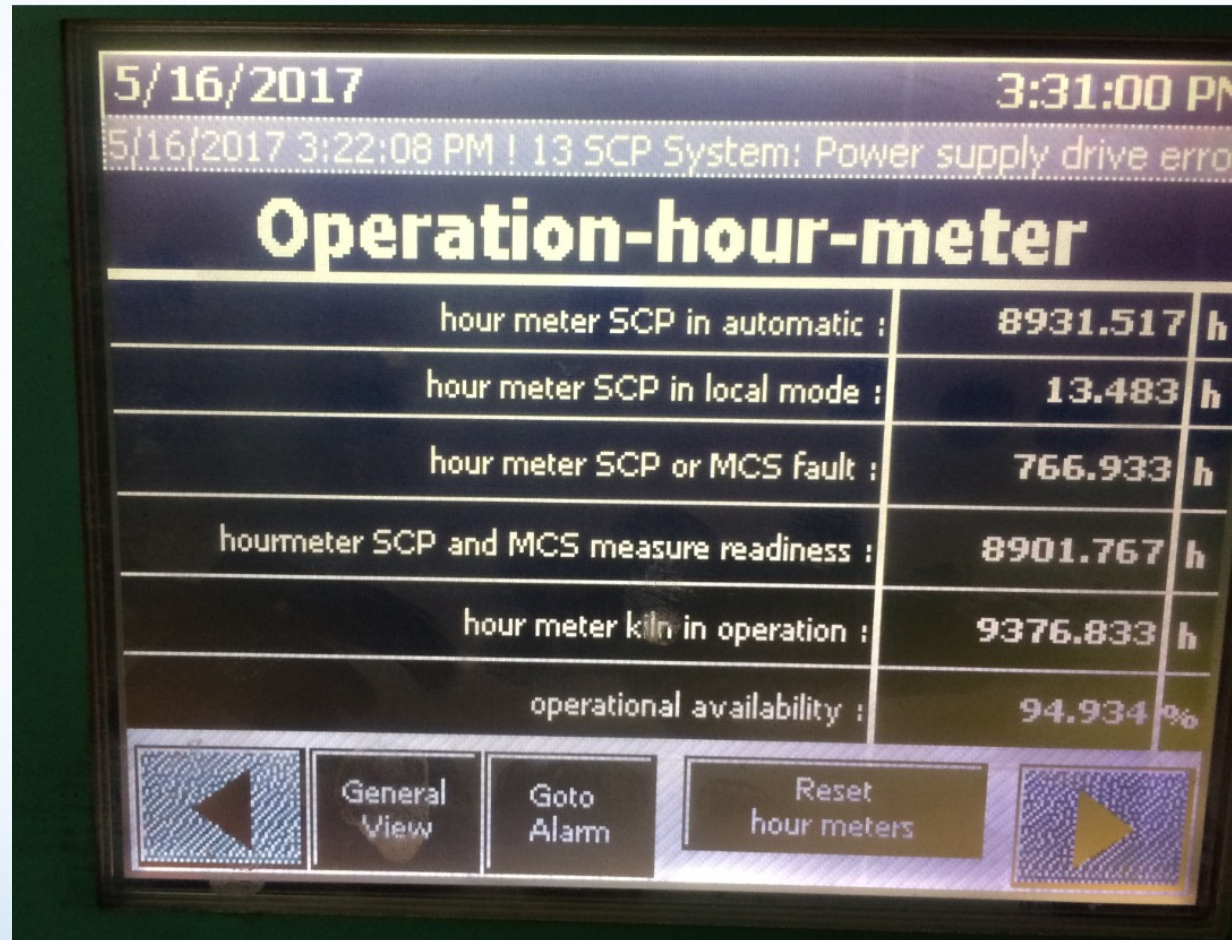 5/16/2017 3:31:00 PM
5/16/2017 3:22:08 PM ! 13 SCP System: Power supply drive erro
Operation-hour-meter
hour meter SCP in automatic : 8931.517 h
hour meter SCP in local mode : 13.483 h
hour meter SCP or MCS fault : 766.933 h
hourmeter SCP and MCS measure readiness : 8901.767 h
hour meter kiln in operation : 9376.833 h
operational availability : 94.934 %
General View
Goto Alarm
Reset hour meters